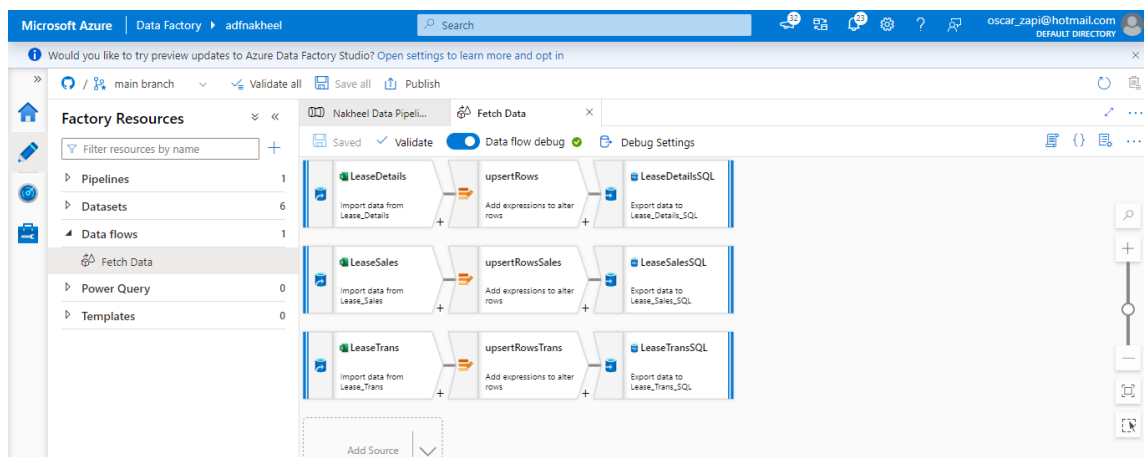 Microsoft Azure | Data Factory ▸ adfnakheel
Search
32
23
oscar_zapi@hotmail.com
DEFAULT DIRECTORY
Would you like to try preview updates to Azure Data Factory Studio? Open settings to learn more and opt in
/ main branch
Validate all
Save all
Publish
Factory Resources
Filter resources by name
Pipelines 1
Datasets 6
Data flows 1
Fetch Data
Power Query 0
Templates 0
Nakheel Data Pipeli...
Fetch Data
Saved
Validate
Data flow debug
Debug Settings
LeaseDetails
Import data from
Lease_Details
upsertRows
Add expressions to alter
rows
LeaseDetailsSQL
Export data to
Lease_Details_SQL
LeaseSales
Import data from
Lease_Sales
upsertRowsSales
Add expressions to alter
rows
LeaseSalesSQL
Export data to
Lease_Sales_SQL
LeaseTrans
Import data from
Lease_Trans
upsertRowsTrans
Add expressions to alter
rows
LeaseTransSQL
Export data to
Lease_Trans_SQL
Add Source